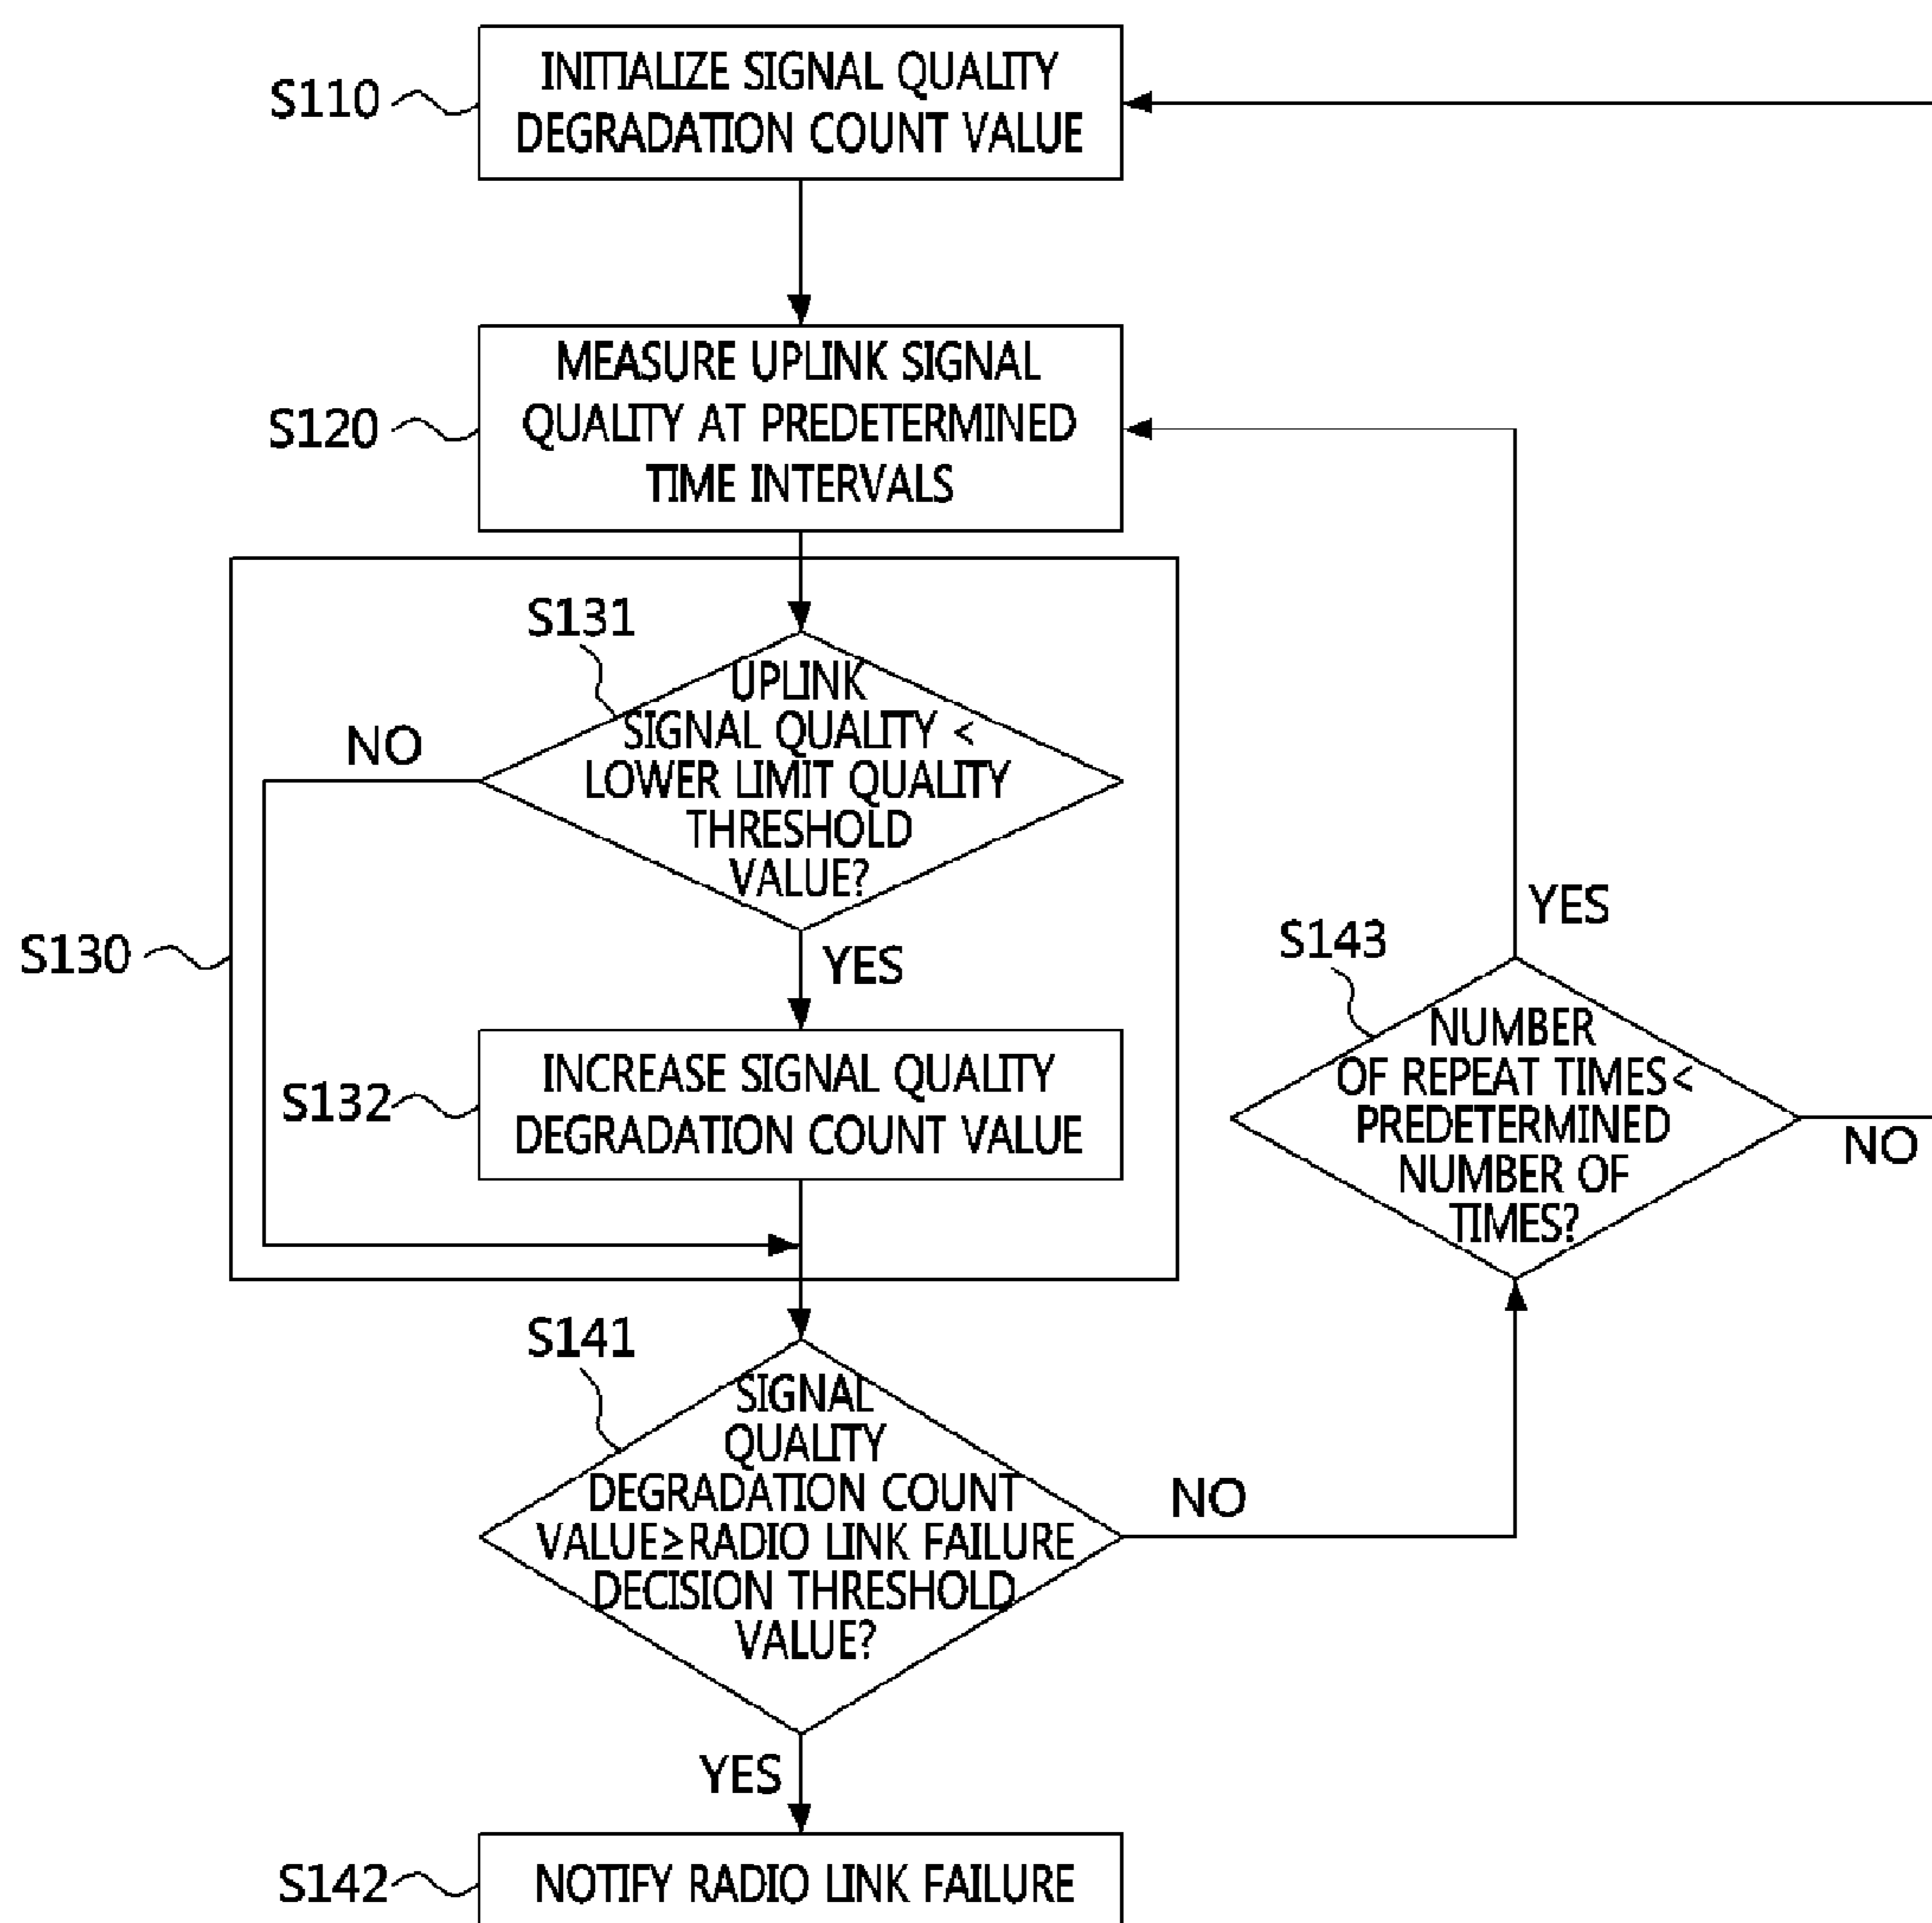 S110
INITIALIZE SIGNAL QUALITY
DEGRADATION COUNT VALUE
S120
MEASURE UPLINK SIGNAL
QUALITY AT PREDETERMINED
TIME INTERVALS
S130
S131
UPLINK
SIGNAL QUALITY <
LOWER LIMIT QUALITY
THRESHOLD
VALUE?
NO
YES
S132
INCREASE SIGNAL QUALITY
DEGRADATION COUNT VALUE
S141
SIGNAL
QUALITY
DEGRADATION COUNT
VALUE≥RADIO LINK FAILURE
DECISION THRESHOLD
VALUE?
NO
YES
S143
NUMBER
OF REPEAT TIMES<
PREDETERMINED
NUMBER OF
TIMES?
YES
NO
S142
NOTIFY RADIO LINK FAILURE